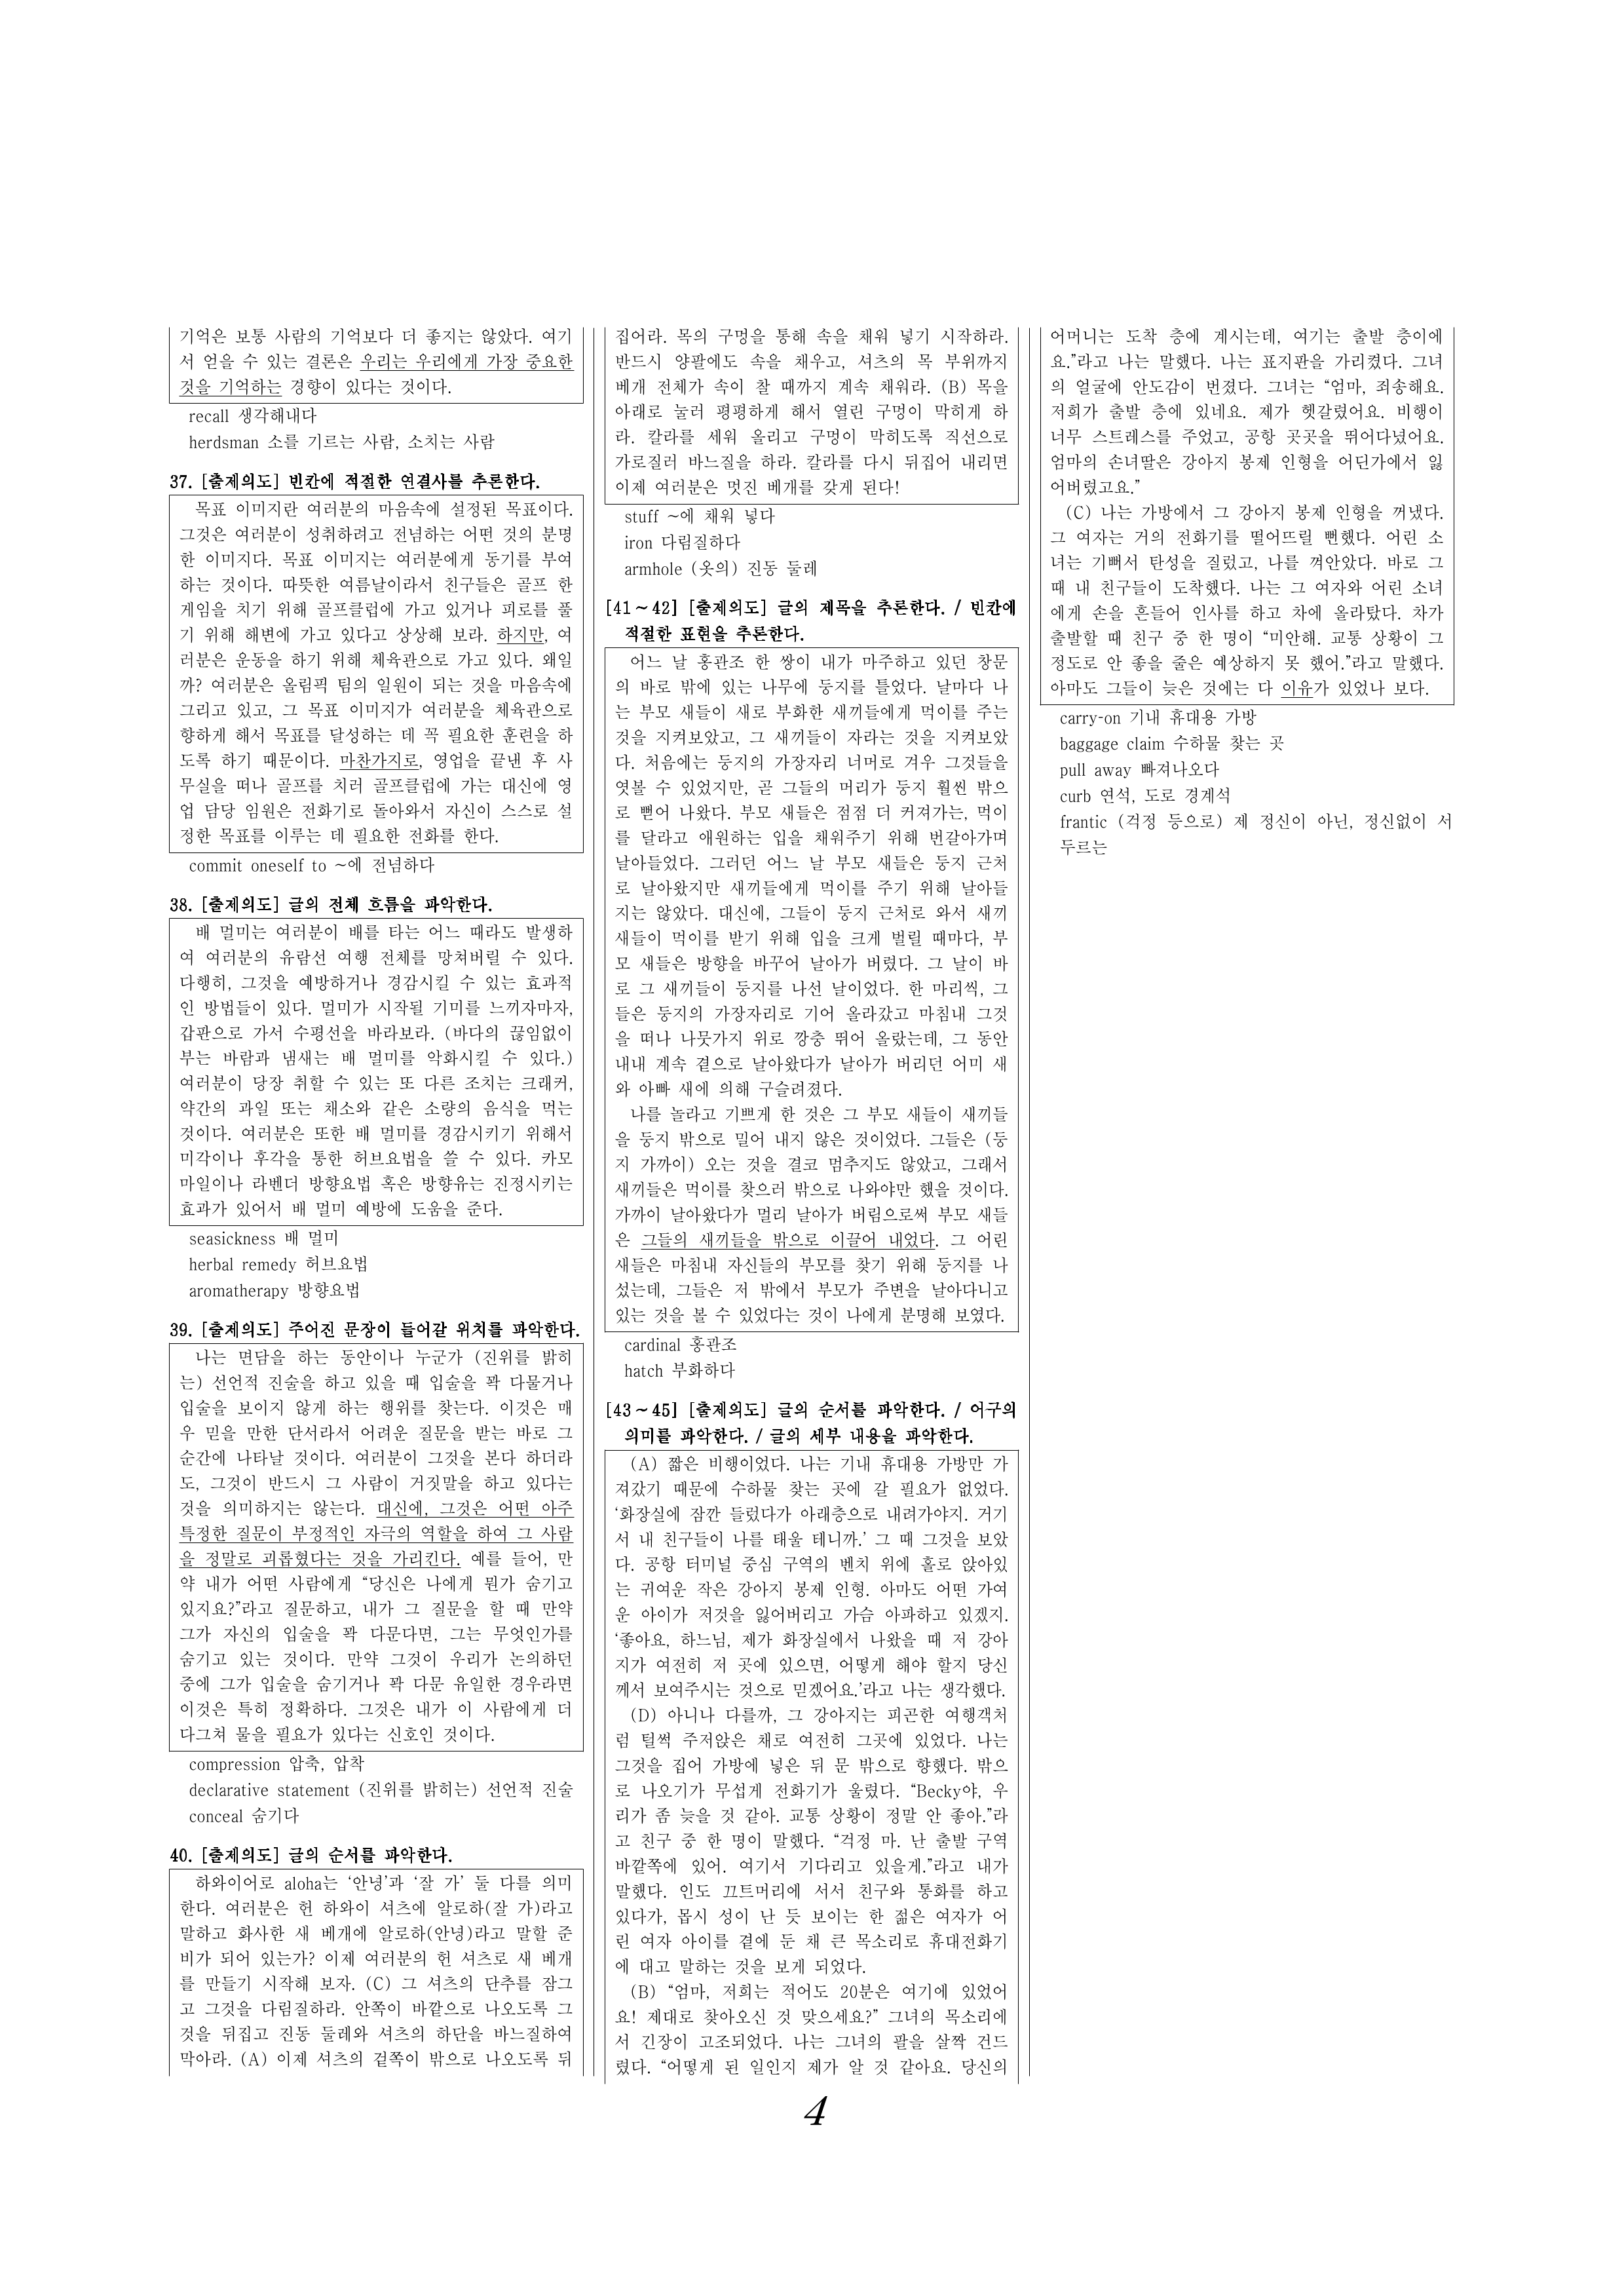 기억은 보통 사람의 기억보다 더 좋지는 않았다. 여기
서 얻을 수 있는 결론은 우리는 우리에게 가장 중요한
것을 기억하는 경향이 있다는 것이다.
recall 생각해내다
herdsman 소를 기르는 사람, 소치는 사람
37. [출제의도] 빈칸에 적절한 연결사를 추론한다.
목표 이미지란 여러분의 마음속에 설정된 목표이다.
그것은 여러분이 성취하려고 전념하는 어떤 것의 분명
한 이미지다. 목표 이미지는 여러분에게 동기를 부여
하는 것이다. 따뜻한 여름날이라서 친구들은 골프 한
게임을 치기 위해 골프클럽에 가고 있거나 피로를 풀
기 위해 해변에 가고 있다고 상상해 보라. 하지만, 여
러분은 운동을 하기 위해 체육관으로 가고 있다. 왜일
까? 여러분은 올림픽 팀의 일원이 되는 것을 마음속에
그리고 있고, 그 목표 이미지가 여러분을 체육관으로
향하게 해서 목표를 달성하는 데 꼭 필요한 훈련을 하
도록 하기 때문이다. 마찬가지로, 영업을 끝낸 후 사
무실을 떠나 골프를 치러 골프클럽에 가는 대신에 영
업 담당 임원은 전화기로 돌아와서 자신이 스스로 설
정한 목표를 이루는 데 필요한 전화를 한다.
commit oneself to ~에 전념하다
38. [출제의도] 글의 전체 흐름을 파악한다.
배 멀미는 여러분이 배를 타는 어느 때라도 발생하
여 여러분의 유람선 여행 전체를 망쳐버릴 수 있다.
다행히, 그것을 예방하거나 경감시킬 수 있는 효과적
인 방법들이 있다. 멀미가 시작될 기미를 느끼자마자,
갑판으로 가서 수평선을 바라보라. (바다의 끊임없이
부는 바람과 냄새는 배 멀미를 악화시킬 수 있다.)
여러분이 당장 취할 수 있는 또 다른 조치는 크래커,
약간의 과일 또는 채소와 같은 소량의 음식을 먹는
것이다. 여러분은 또한 배 멀미를 경감시키기 위해서
미각이나 후각을 통한 허브요법을 쓸 수 있다. 카모
마일이나 라벤더 방향요법 혹은 방향유는 진정시키는
효과가 있어서 배 멀미 예방에 도움을 준다.
seasickness 배 멀미
herbal remedy 허브요법
aromatherapy 방향요법
39. [출제의도] 주어진 문장이 들어갈 위치를 파악한다.
나는 면담을 하는 동안이나 누군가 (진위를 밝히
는) 선언적 진술을 하고 있을 때 입술을 꽉 다물거나
입술을 보이지 않게 하는 행위를 찾는다. 이것은 매
우 믿을 만한 단서라서 어려운 질문을 받는 바로 그
순간에 나타날 것이다. 여러분이 그것을 본다 하더라
도, 그것이 반드시 그 사람이 거짓말을 하고 있다는
것을 의미하지는 않는다. 대신에, 그것은 어떤 아주
특정한 질문이 부정적인 자극의 역할을 하여 그 사람
을 정말로 괴롭혔다는 것을 가리킨다. 예를 들어, 만
약 내가 어떤 사람에게 “당신은 나에게 뭔가 숨기고
있지요?”라고 질문하고, 내가 그 질문을 할 때 만약
그가 자신의 입술을 꽉 다문다면, 그는 무엇인가를
숨기고 있는 것이다. 만약 그것이 우리가 논의하던
중에 그가 입술을 숨기거나 꽉 다문 유일한 경우라면
이것은 특히 정확하다. 그것은 내가 이 사람에게 더
다그쳐 물을 필요가 있다는 신호인 것이다.
compression 압축, 압착
declarative statement (진위를 밝히는) 선언적 진술
conceal 숨기다
40. [출제의도] 글의 순서를 파악한다.
하와이어로 aloha는 ‘안녕’과 ‘잘 가’ 둘 다를 의미
한다. 여러분은 헌 하와이 셔츠에 알로하(잘 가)라고
말하고 화사한 새 베개에 알로하(안녕)라고 말할 준
비가 되어 있는가? 이제 여러분의 헌 셔츠로 새 베개
를 만들기 시작해 보자. (C) 그 셔츠의 단추를 잠그
고 그것을 다림질하라. 안쪽이 바깥으로 나오도록 그
것을 뒤집고 진동 둘레와 셔츠의 하단을 바느질하여
막아라. (A) 이제 셔츠의 겉쪽이 밖으로 나오도록 뒤
집어라. 목의 구멍을 통해 속을 채워 넣기 시작하라.
반드시 양팔에도 속을 채우고, 셔츠의 목 부위까지
베개 전체가 속이 찰 때까지 계속 채워라. (B) 목을
아래로 눌러 평평하게 해서 열린 구멍이 막히게 하
라. 칼라를 세워 올리고 구멍이 막히도록 직선으로
가로질러 바느질을 하라. 칼라를 다시 뒤집어 내리면
이제 여러분은 멋진 베개를 갖게 된다!
stuff ~에 채워 넣다
iron 다림질하다
armhole (옷의) 진동 둘레
[41~42] [출제의도] 글의 제목을 추론한다. / 빈칸에
적절한 표현을 추론한다.
어느 날 홍관조 한 쌍이 내가 마주하고 있던 창문
의 바로 밖에 있는 나무에 둥지를 틀었다. 날마다 나
는 부모 새들이 새로 부화한 새끼들에게 먹이를 주는
것을 지켜보았고, 그 새끼들이 자라는 것을 지켜보았
다. 처음에는 둥지의 가장자리 너머로 겨우 그것들을
엿볼 수 있었지만, 곧 그들의 머리가 둥지 훨씬 밖으
로 뻗어 나왔다. 부모 새들은 점점 더 커져가는, 먹이
를 달라고 애원하는 입을 채워주기 위해 번갈아가며
날아들었다. 그러던 어느 날 부모 새들은 둥지 근처
로 날아왔지만 새끼들에게 먹이를 주기 위해 날아들
지는 않았다. 대신에, 그들이 둥지 근처로 와서 새끼
새들이 먹이를 받기 위해 입을 크게 벌릴 때마다, 부
모 새들은 방향을 바꾸어 날아가 버렸다. 그 날이 바
로 그 새끼들이 둥지를 나선 날이었다. 한 마리씩, 그
들은 둥지의 가장자리로 기어 올라갔고 마침내 그것
을 떠나 나뭇가지 위로 깡충 뛰어 올랐는데, 그 동안
내내 계속 곁으로 날아왔다가 날아가 버리던 어미 새
와 아빠 새에 의해 구슬려졌다.
나를 놀라고 기쁘게 한 것은 그 부모 새들이 새끼들
을 둥지 밖으로 밀어 내지 않은 것이었다. 그들은 (둥
지 가까이) 오는 것을 결코 멈추지도 않았고, 그래서
새끼들은 먹이를 찾으러 밖으로 나와야만 했을 것이다.
가까이 날아왔다가 멀리 날아가 버림으로써 부모 새들
은 그들의 새끼들을 밖으로 이끌어 내었다. 그 어린
새들은 마침내 자신들의 부모를 찾기 위해 둥지를 나
섰는데, 그들은 저 밖에서 부모가 주변을 날아다니고
있는 것을 볼 수 있었다는 것이 나에게 분명해 보였다.
cardinal 홍관조
hatch 부화하다
[43~45] [출제의도] 글의 순서를 파악한다. / 어구의
의미를 파악한다. / 글의 세부 내용을 파악한다.
(A) 짧은 비행이었다. 나는 기내 휴대용 가방만 가
져갔기 때문에 수하물 찾는 곳에 갈 필요가 없었다.
‘화장실에 잠깐 들렀다가 아래층으로 내려가야지. 거기
서 내 친구들이 나를 태울 테니까.’ 그 때 그것을 보았
다. 공항 터미널 중심 구역의 벤치 위에 홀로 앉아있
는 귀여운 작은 강아지 봉제 인형. 아마도 어떤 가여
운 아이가 저것을 잃어버리고 가슴 아파하고 있겠지.
‘좋아요, 하느님, 제가 화장실에서 나왔을 때 저 강아
지가 여전히 저 곳에 있으면, 어떻게 해야 할지 당신
께서 보여주시는 것으로 믿겠어요.’라고 나는 생각했다.
(D) 아니나 다를까, 그 강아지는 피곤한 여행객처
럼 털썩 주저앉은 채로 여전히 그곳에 있었다. 나는
그것을 집어 가방에 넣은 뒤 문 밖으로 향했다. 밖으
로 나오기가 무섭게 전화기가 울렸다. “Becky야, 우
리가 좀 늦을 것 같아. 교통 상황이 정말 안 좋아.”라
고 친구 중 한 명이 말했다. “걱정 마. 난 출발 구역
바깥쪽에 있어. 여기서 기다리고 있을게.”라고 내가
말했다. 인도 끄트머리에 서서 친구와 통화를 하고
있다가, 몹시 성이 난 듯 보이는 한 젊은 여자가 어
린 여자 아이를 곁에 둔 채 큰 목소리로 휴대전화기
에 대고 말하는 것을 보게 되었다.
(B) “엄마, 저희는 적어도 20분은 여기에 있었어
요! 제대로 찾아오신 것 맞으세요?” 그녀의 목소리에
서 긴장이 고조되었다. 나는 그녀의 팔을 살짝 건드
렸다. “어떻게 된 일인지 제가 알 것 같아요. 당신의
어머니는 도착 층에 계시는데, 여기는 출발 층이에
요.”라고 나는 말했다. 나는 표지판을 가리켰다. 그녀
의 얼굴에 안도감이 번졌다. 그녀는 “엄마, 죄송해요.
저희가 출발 층에 있네요. 제가 헷갈렸어요. 비행이
너무 스트레스를 주었고, 공항 곳곳을 뛰어다녔어요.
엄마의 손녀딸은 강아지 봉제 인형을 어딘가에서 잃
어버렸고요.”
(C) 나는 가방에서 그 강아지 봉제 인형을 꺼냈다.
그 여자는 거의 전화기를 떨어뜨릴 뻔했다. 어린 소
녀는 기뻐서 탄성을 질렀고, 나를 껴안았다. 바로 그
때 내 친구들이 도착했다. 나는 그 여자와 어린 소녀
에게 손을 흔들어 인사를 하고 차에 올라탔다. 차가
출발할 때 친구 중 한 명이 “미안해. 교통 상황이 그
정도로 안 좋을 줄은 예상하지 못 했어.”라고 말했다.
아마도 그들이 늦은 것에는 다 이유가 있었나 보다.
carry-on 기내 휴대용 가방
baggage claim 수하물 찾는 곳
pull away 빠져나오다
curb 연석, 도로 경계석
frantic (걱정 등으로) 제 정신이 아닌, 정신없이 서
두르는
4